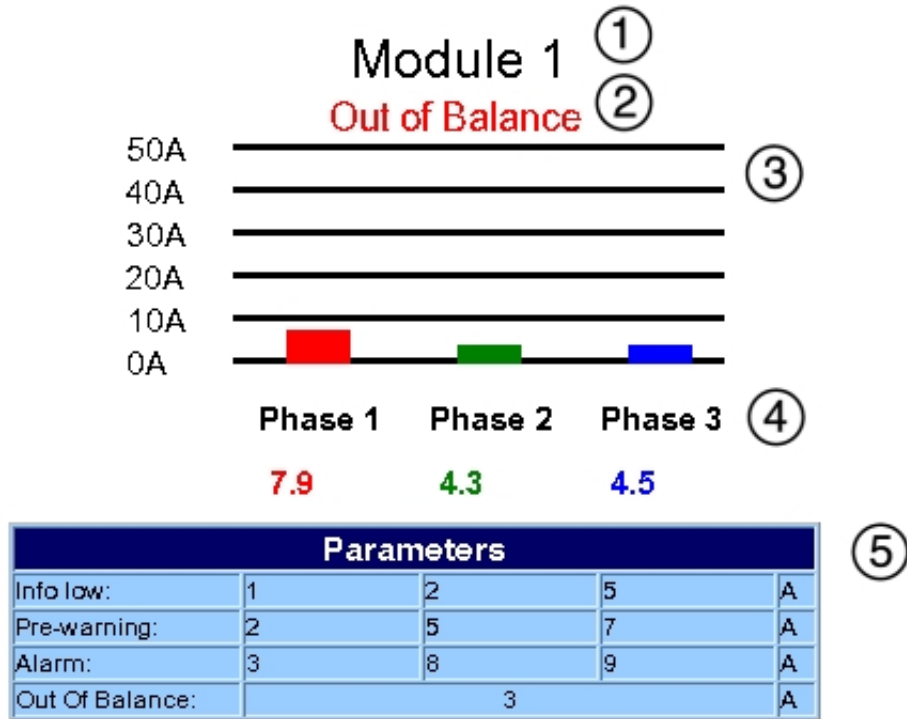 Module 1 ①
Out of Balance ②
50A ③
40A
30A
20A
10A
0A
Phase 1 Phase 2 Phase 3 ④
7.9 4.3 4.5
Parameters ⑤
Info low: 1 2 5 A
Pre-warning: 2 5 7 A
Alarm: 3 8 9 A
Out Of Balance: 3 A